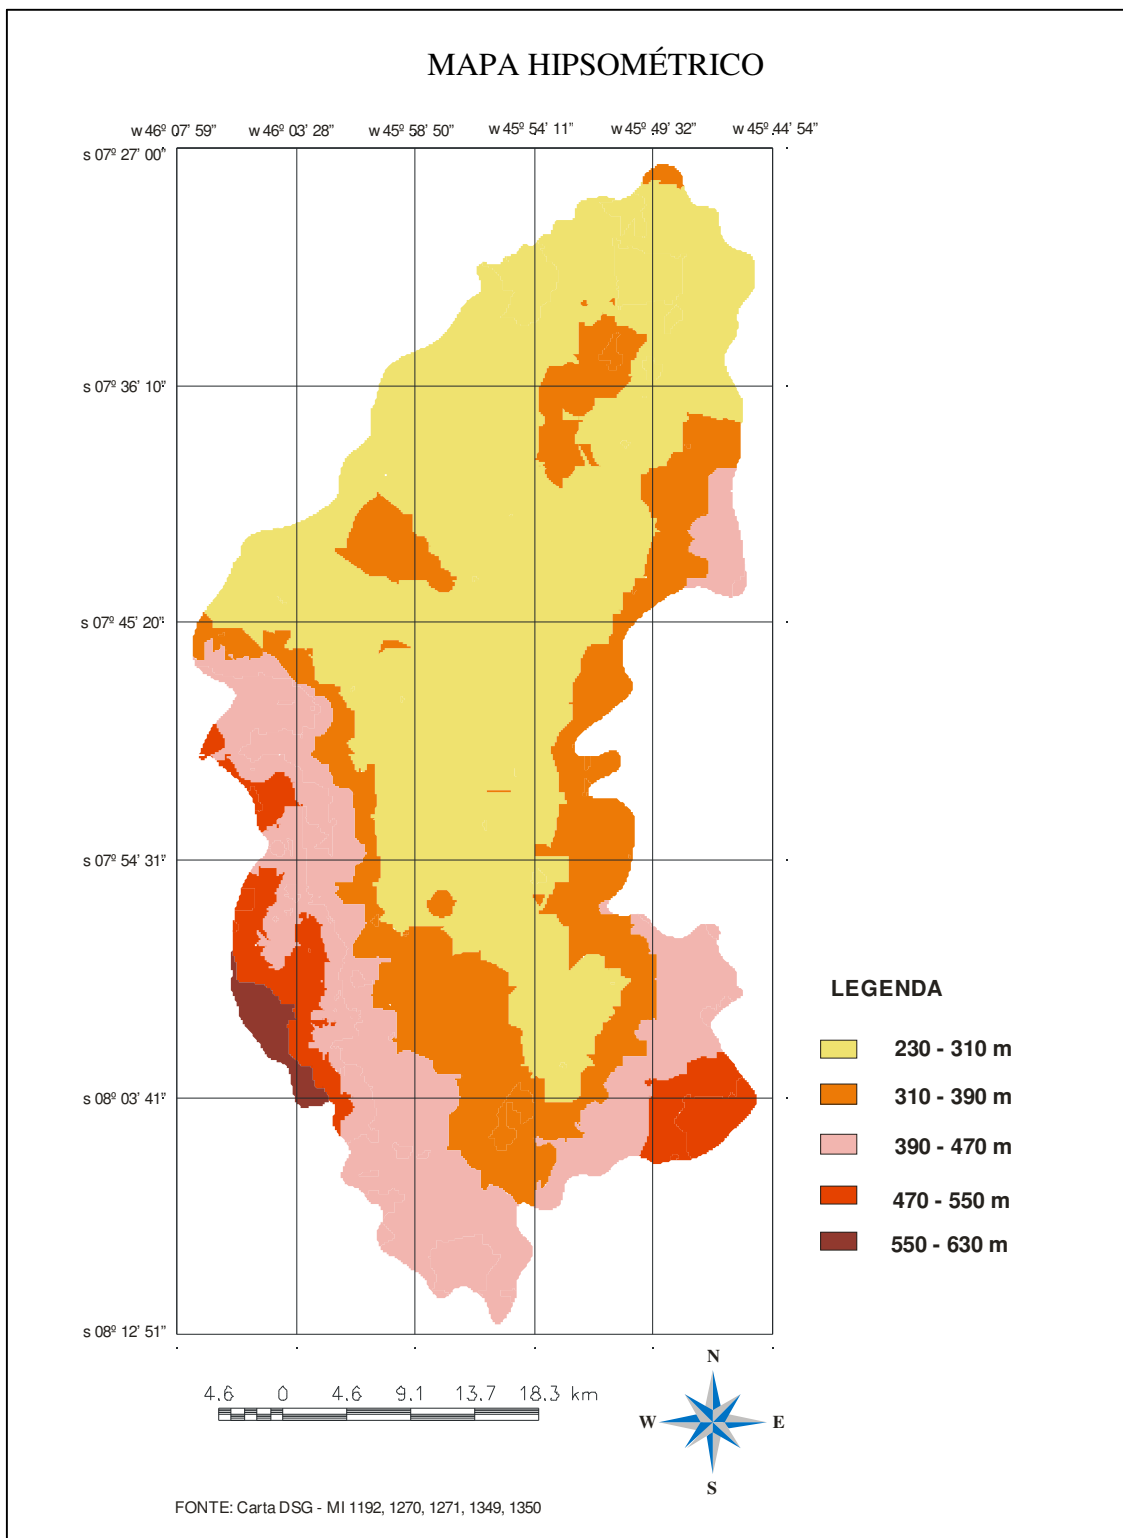 MAPA HIPSOMÉTRICO
w 46º 07' 59" w 46º 03' 28" w 45º 58' 50" w 45º 54' 11" w 45º 49' 32" w 45º 44' 54"
s 07º 27' 00"
s 07º 36' 10"
s 07º 45' 20"
s 07º 54' 31"
s 08º 03' 41"
s 08º 12' 51"
LEGENDA
230 - 310 m
310 - 390 m
390 - 470 m
470 - 550 m
550 - 630 m
4.6 0 4.6 9.1 13.7 18.3 km
N
W E
S
FONTE: Carta DSG - MI 1192, 1270, 1271, 1349, 1350